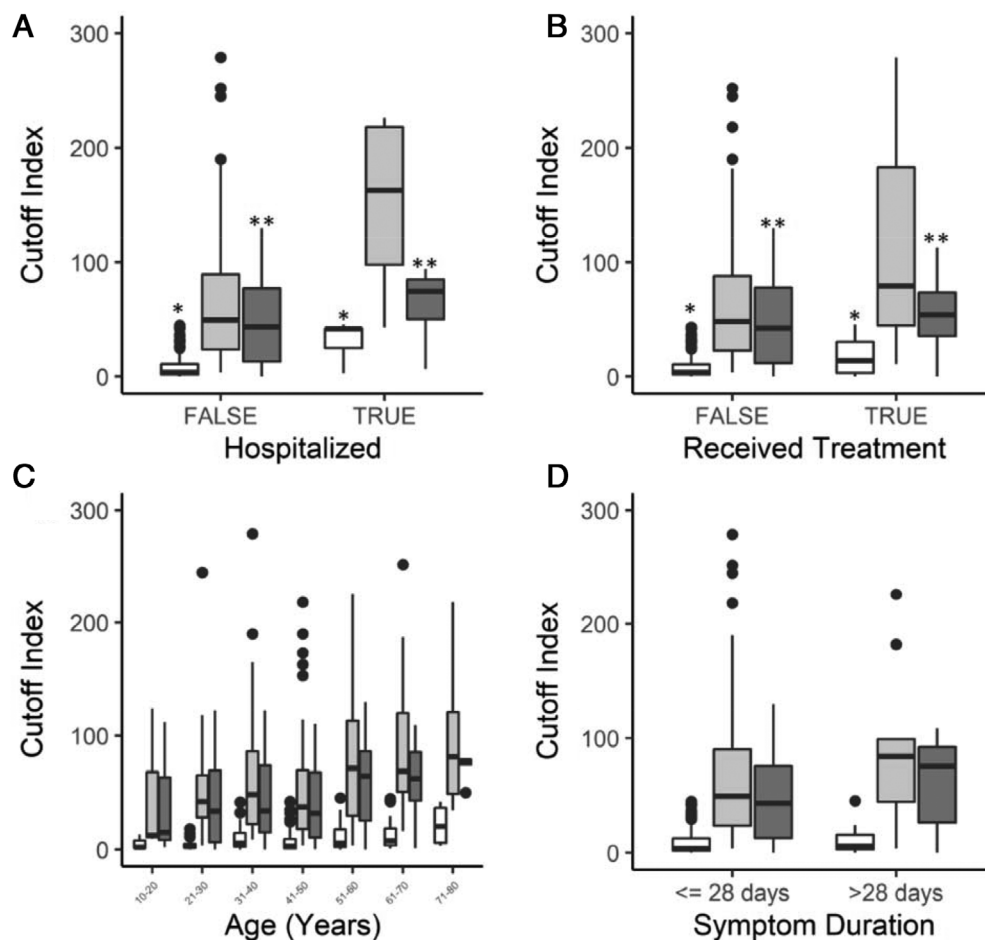 A
Cutoff Index
300
200
100
0
*
**
*
**
FALSE
TRUE
Hospitalized
B
Cutoff Index
300
200
100
0
*
**
*
**
FALSE
TRUE
Received Treatment
C
Cutoff Index
300
200
100
0
10-20
21-30
31-40
41-50
51-60
61-70
71-80
Age (Years)
D
Cutoff Index
300
200
100
0
<= 28 days
>28 days
Symptom Duration